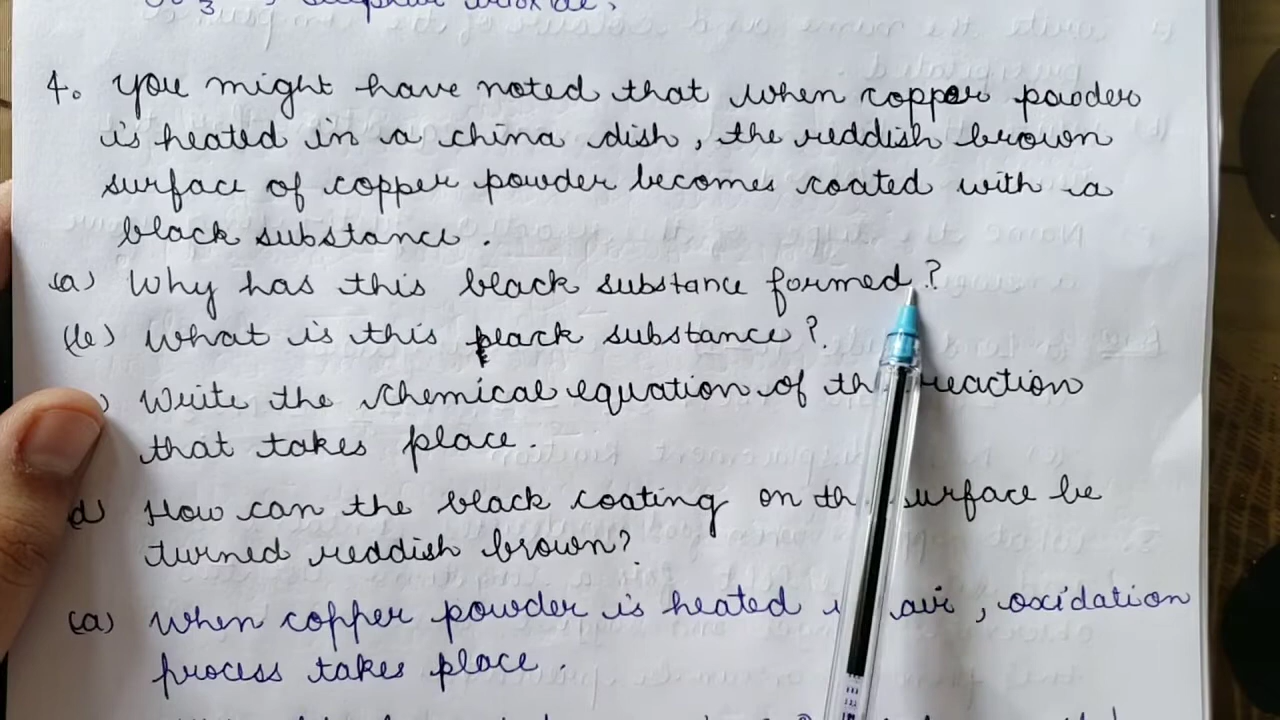 4. You might have noted that when copper powder
is heated in a china dish, the reddish brown
surface of copper powder becomes coated with a
black substance.
(a) Why has this black substance formed?
(b) What is this black substance?
) Write the chemical equation of th reaction
that takes place.
d) How can the black coating on th surface be
turned reddish brown?
(a) When copper powder is heated air, oxidation
process takes place.